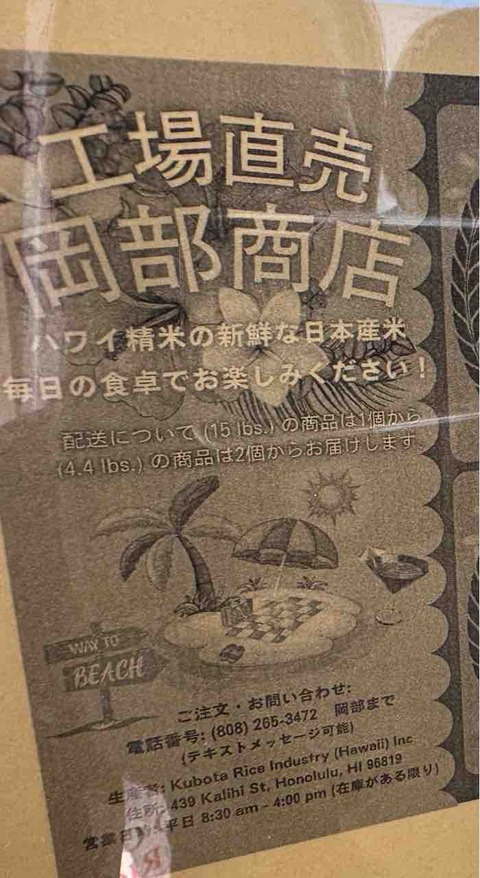 工場直売
岡部商店
ハワイ精米の新鮮な日本産米
毎日の食卓でお楽しみください!
配送について (15 lbs.) の商品は1個から
(4.4 lbs.) の商品は2個からお届けします。
WAY TO
BEACH
ご注文・お問い合わせ:
電話番号: (808) 265-3472 岡部まで
(テキストメッセージ可能)
生産者: Kubota Rice Industry (Hawaii) Inc
住所: 439 Kalihi St, Honolulu, HI 96819
営業日時: 平日 8:30 am - 4:00 pm (在庫がある限り)